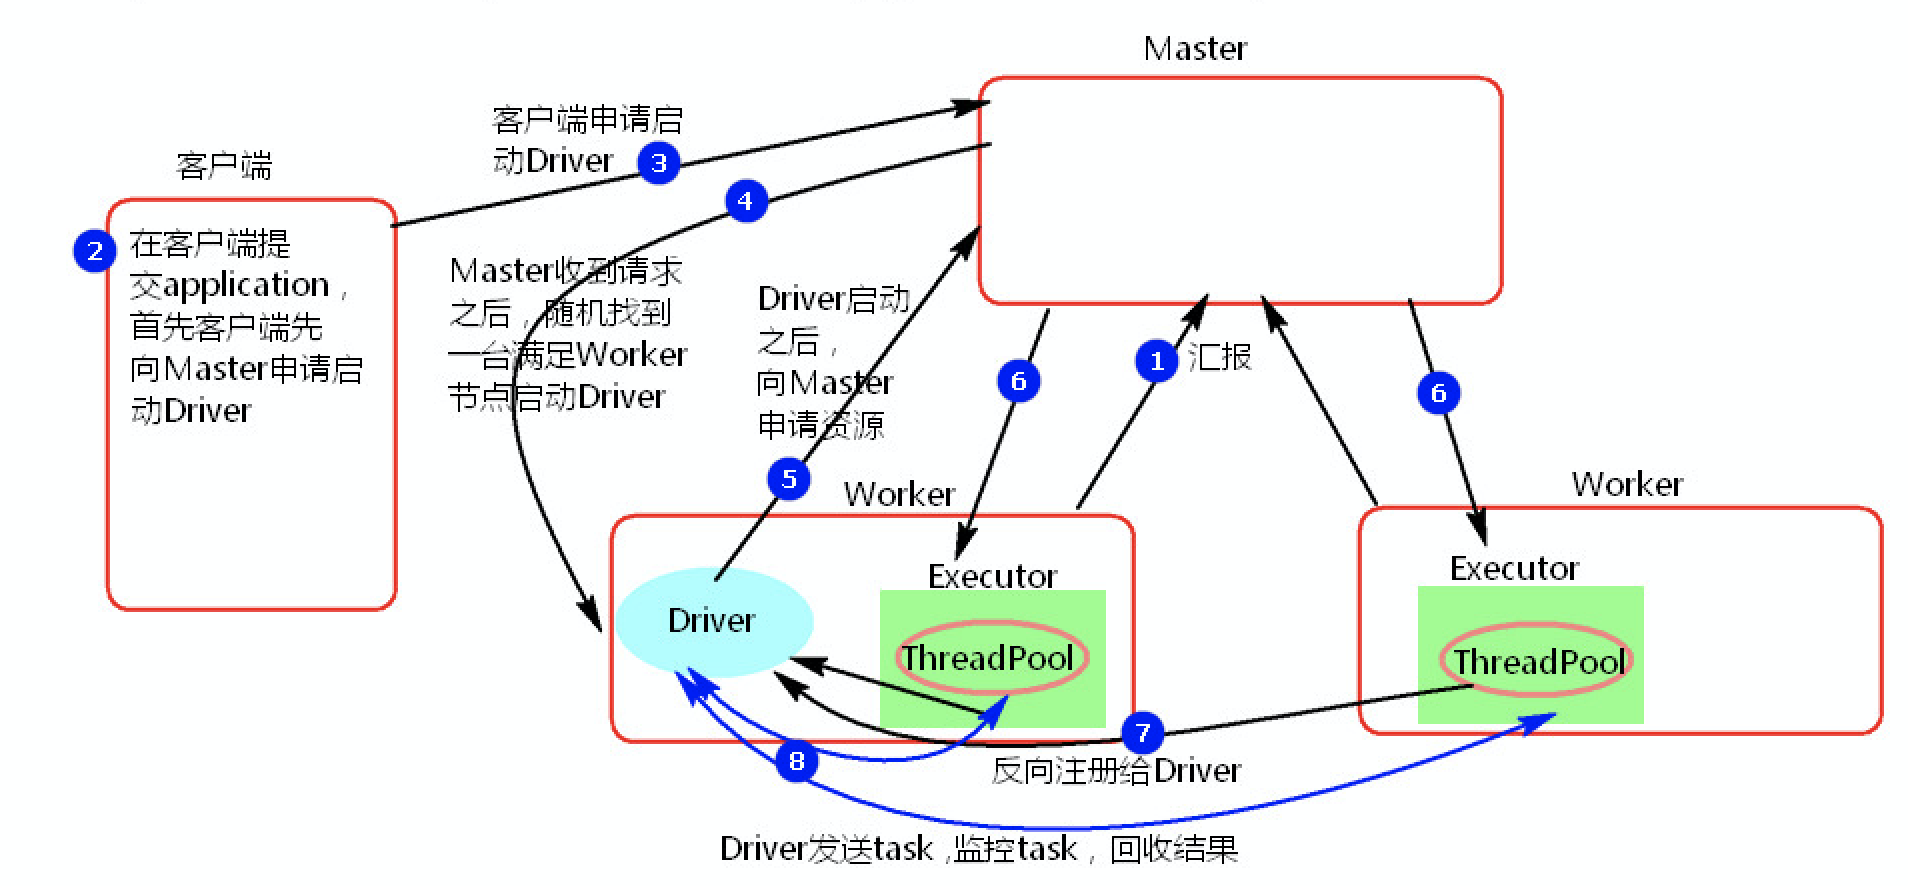 Master
客户端申请启
动Driver
3
客户端
4
2
在客户端提
交application，
首先客户端先
向Master申请启
动Driver
Master收到请求
之后，随机找到
一台满足Worker
节点启动Driver
Driver启动
之后，
向Master
申请资源
5
6
1
汇报
6
Worker
Worker
Driver
Executor
ThreadPool
Executor
ThreadPool
7
反向注册给Driver
8
Driver发送task ,监控task，回收结果